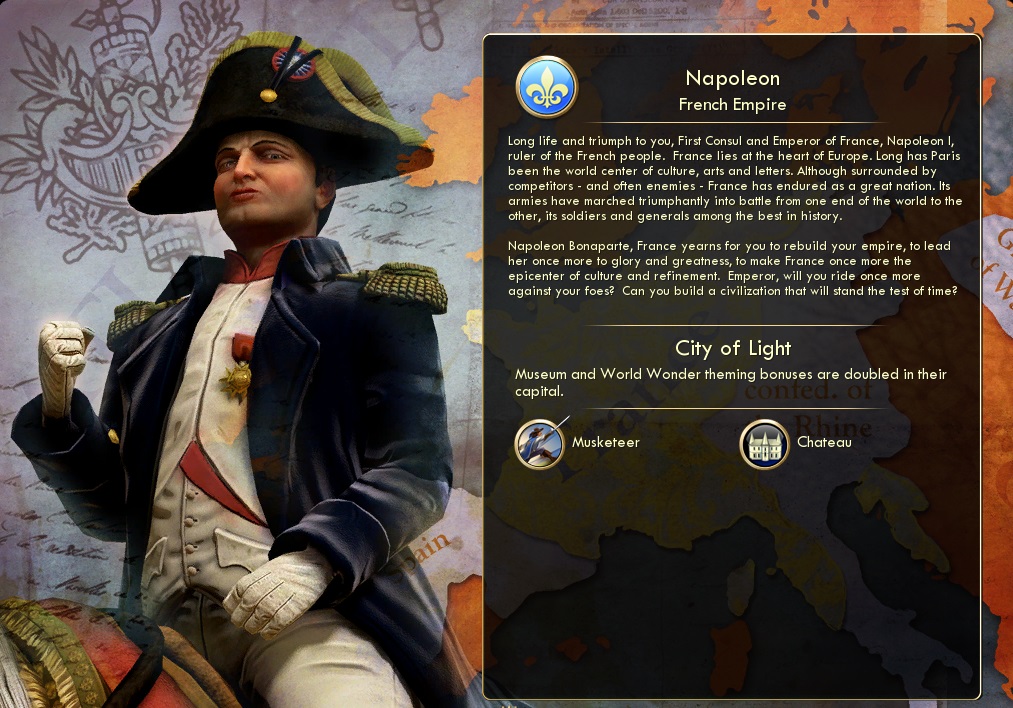 Napoleon
French Empire
Long life and triumph to you, First Consul and Emperor of France, Napoleon I,
ruler of the French people.  France lies at the heart of Europe. Long has Paris
been the world center of culture, arts and letters. Although surrounded by
competitors - and often enemies - France has endured as a great nation. Its
armies have marched triumphantly into battle from one end of the world to the
other, its soldiers and generals among the best in history.
Napoleon Bonaparte, France yearns for you to rebuild your empire, to lead
her once more to glory and greatness, to make France once more the
epicenter of culture and refinement.  Emperor, will you ride once more
against your foes?  Can you build a civilization that will stand the test of time?
City of Light
Museum and World Wonder theming bonuses are doubled in their
capital.
Musketeer
Chateau
conted. of
Rhine